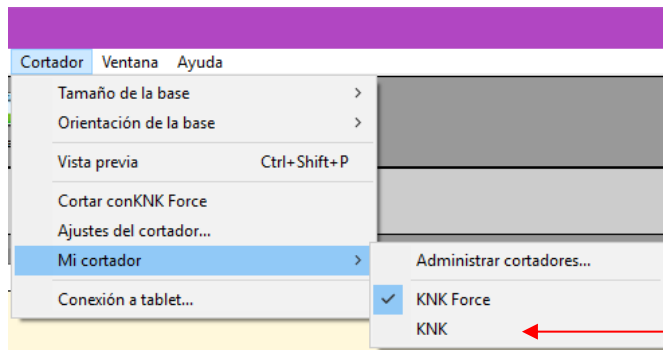 Cortador Ventana Ayuda
Tamaño de la base
Orientación de la base
Vista previa Ctrl+Shift+P
Cortar conKNK Force
Ajustes del cortador...
Mi cortador
Administrar cortadores...
Conexión a tablet...
KNK Force
KNK